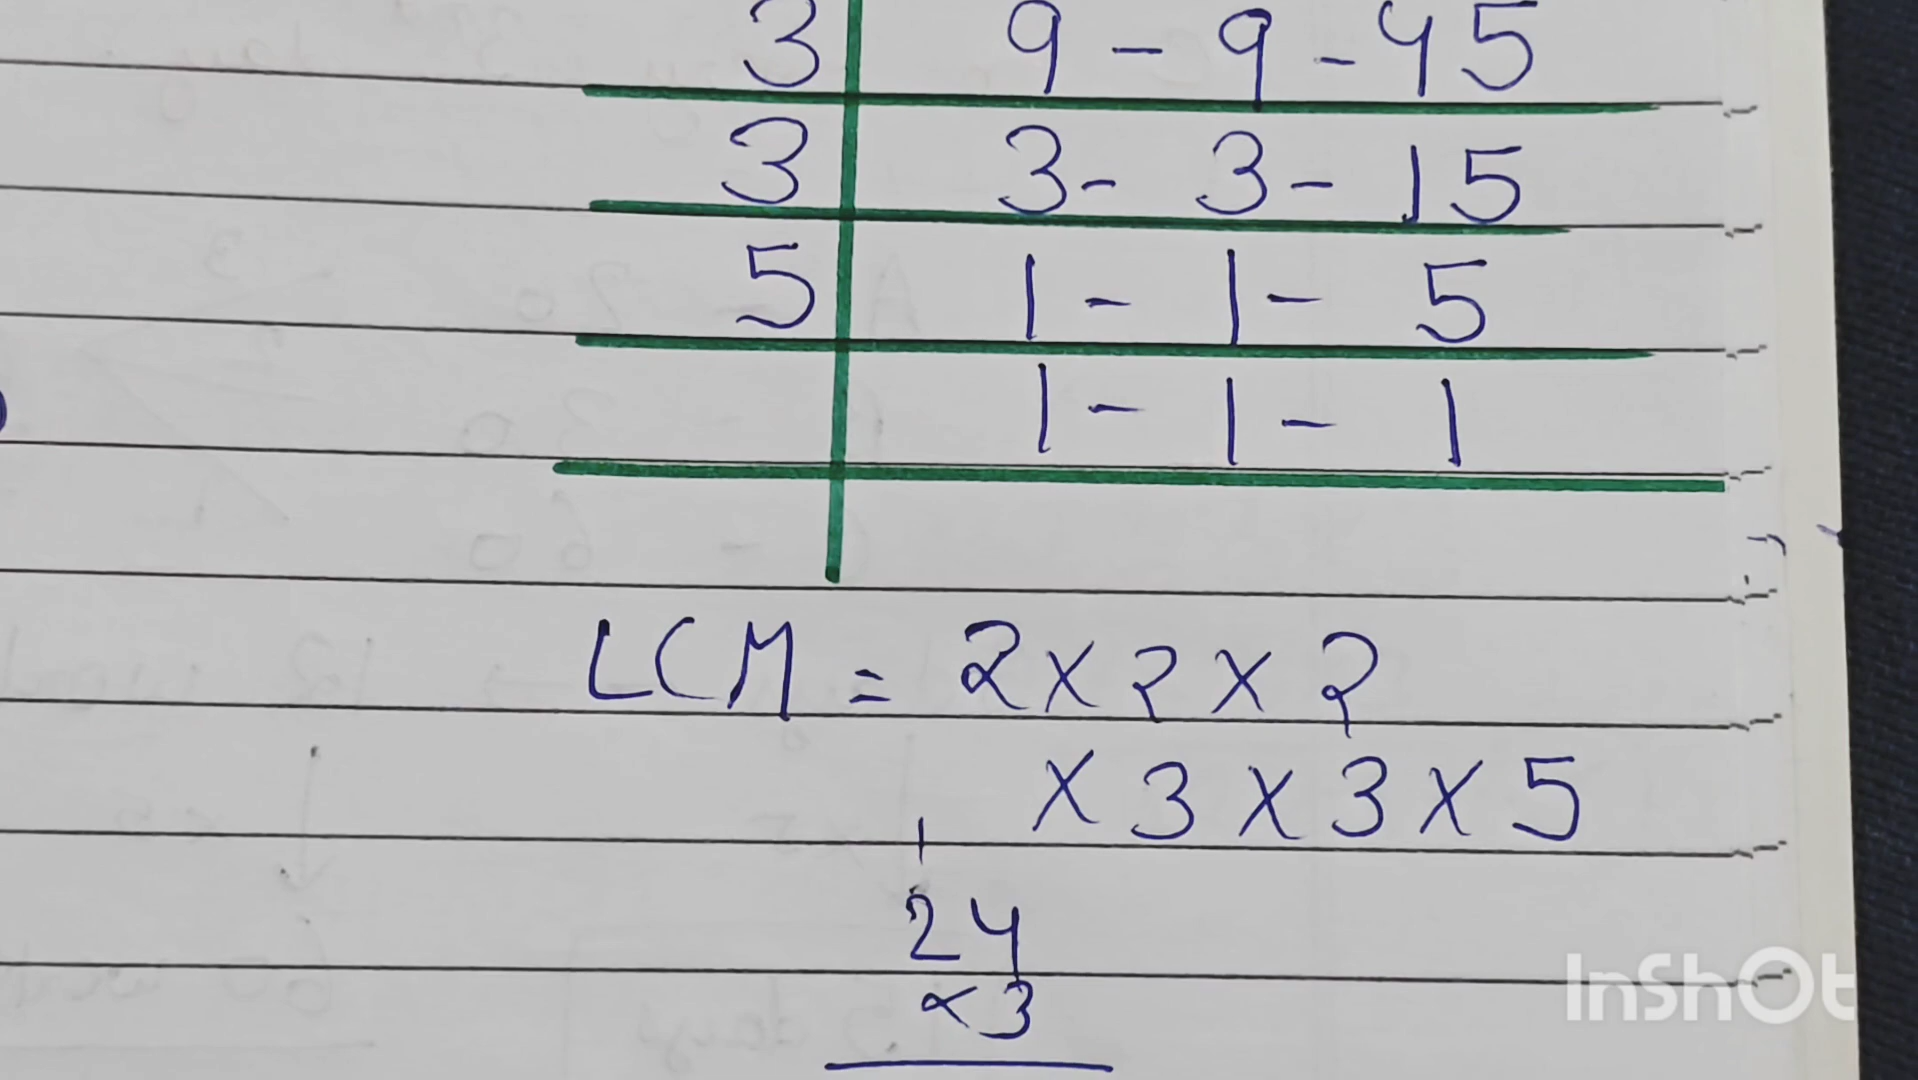 3 9 - 9 - 45
3 3 - 3 - 15
5 1 - 1 - 5
1 - 1 - 1
LCM = 2 x 2 x 2
x 3 x 3 x 5
1
24
x3
InShOt